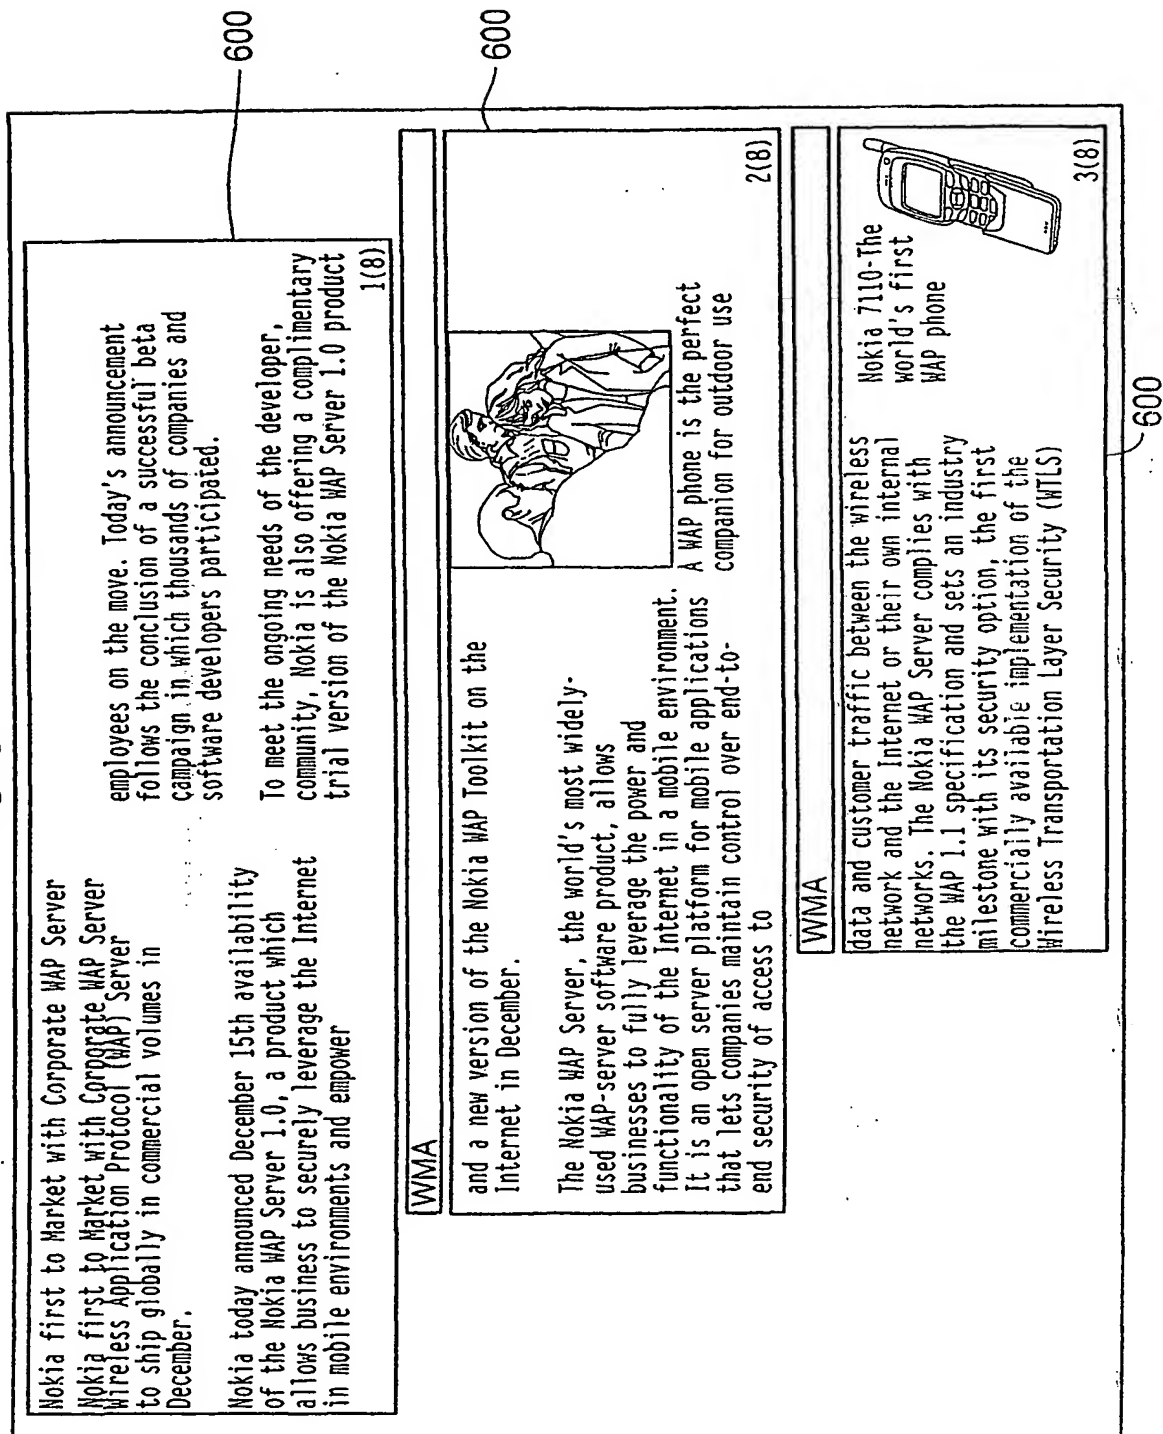 600
Nokia first to Market with Corporate WAP Server
Nokia first to Market with Corporate WAP Server
Wireless Application Protocol (WAP) Server
to ship globally in commercial volumes in
December.
Nokia today announced December 15th availability
of the Nokia WAP Server 1.0, a product which
allows business to securely leverage the Internet
in mobile environments and empower
employees on the move. Today's announcement
follows the conclusion of a successful beta
campaign in which thousands of companies and
software developers participated.
To meet the ongoing needs of the developer,
community, Nokia is also offering a complimentary
trial version of the Nokia WAP Server 1.0 product
1(8)
600
WMA
and a new version of the Nokia WAP Toolkit on the
Internet in December.
The Nokia WAP Server, the world's most widely-
used WAP-server software product, allows
businesses to fully leverage the power and
functionality of the Internet in a mobile environment.
It is an open server platform for mobile applications
that lets companies maintain control over end-to-
end security of access to
A WAP phone is the perfect
companion for outdoor use
2(8)
WMA
data and customer traffic between the wireless
network and the Internet or their own internal
networks. The Nokia WAP Server complies with
the WAP 1.1 specification and sets an industry
milestone with its security option, the first
commercially available implementation of the
Wireless Transportation Layer Security (WTLS)
Nokia 7110-The
world's first
WAP phone
3(8)
600